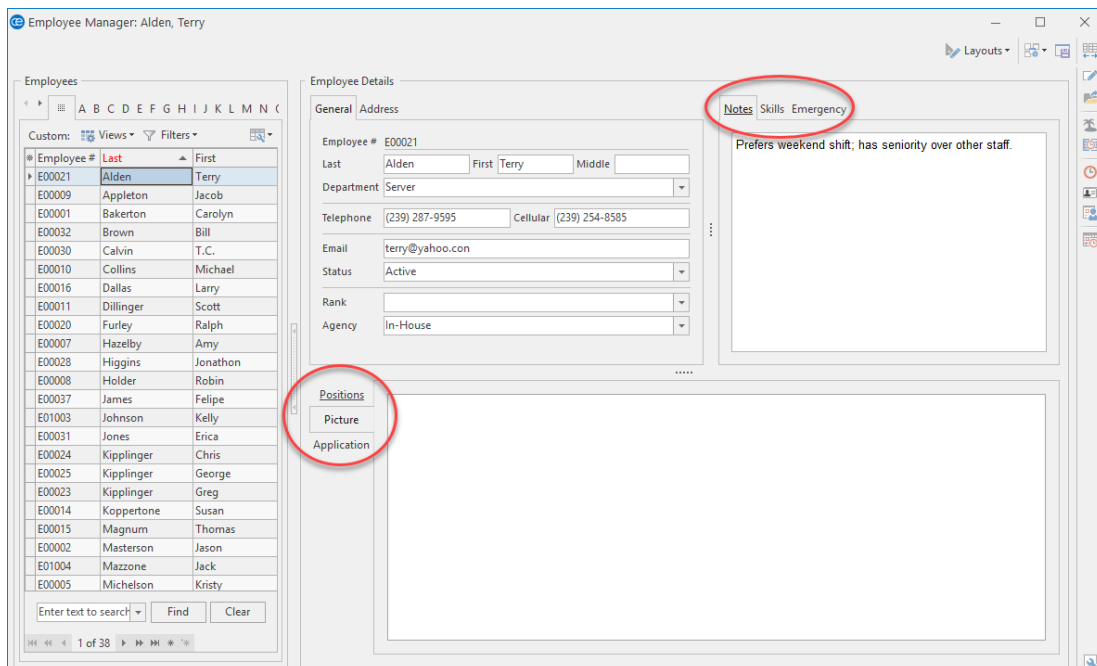 Employee Manager: Alden, Terry
Layouts
Employees
A B C D E F G H I J K L M N
Custom: Views Filters
Employee # Last First
E00021 Alden Terry
E00009 Appleton Jacob
E00001 Bakerton Carolyn
E00032 Brown Bill
E00030 Calvin T.C.
E00010 Collins Michael
E00016 Dallas Larry
E00011 Dillinger Scott
E00020 Furley Ralph
E00007 Hazelby Amy
E00028 Higgins Jonathon
E00008 Holder Robin
E00037 James Felipe
E01003 Johnson Kelly
E00031 Jones Erica
E00024 Kipplinger Chris
E00025 Kipplinger George
E00023 Kipplinger Greg
E00014 Koppertone Susan
E00015 Magnum Thomas
E00002 Masterson Jason
E01004 Mazzone Jack
E00005 Michelson Kristy
Enter text to search Find Clear
1 of 38
Employee Details
General Address
Employee # E00021
Last Alden First Terry Middle
Department Server
Telephone (239) 287-9595 Cellular (239) 254-8585
Email terry@yahoo.con
Status Active
Rank
Agency In-House
Notes Skills Emergency
Prefers weekend shift; has seniority over other staff.
Positions
Picture
Application